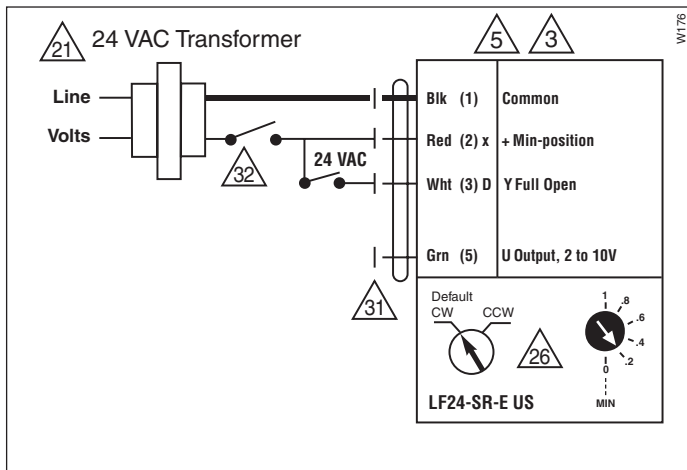 W176
21 24 VAC Transformer
5 3
Line
Volts
Blk (1) Common
Red (2) x + Min-position
32 24 VAC
Wht (3) D Y Full Open
Grn (5) U Output, 2 to 10V
31
Default
CW CCW
26
1 .8 .6 .4 .2 0
MIN
LF24-SR-E US